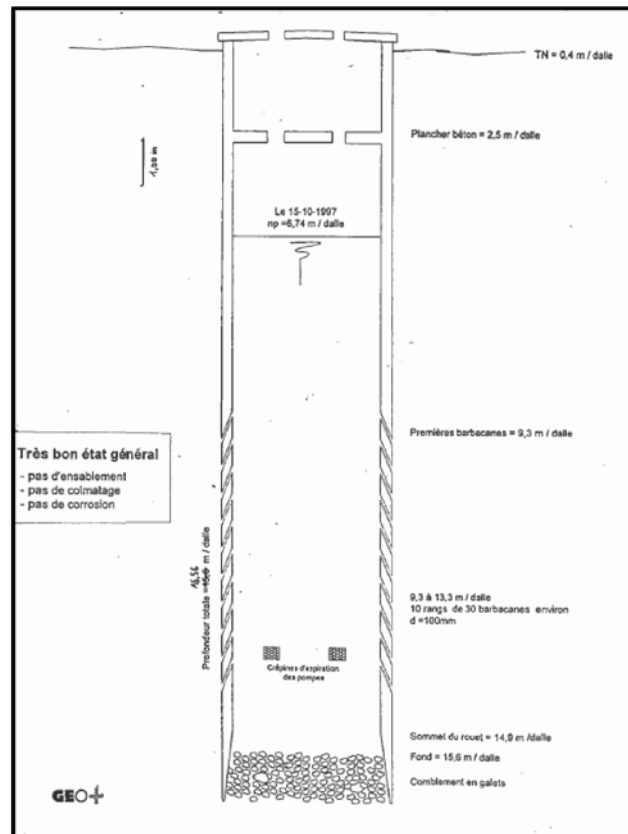 TN = 0,4 m / dalle
Plancher béton = 2,5 m / dalle
1,00 m
Le 15-10-1997
np =6,74 m / dalle
Premières barbacanes = 9,3 m / dalle
Très bon état général
- pas d'ensablement
- pas de colmatage
- pas de corrosion
16,56
Profondeur totale = 15,6 m / dalle
9,3 à 13,3 m / dalle
10 rangs de 30 barbacanes environ
d =100mm
Crépines d'aspiration
des pompes
Sommet du rouet = 14,9 m /dalle
Fond = 15,6 m / dalle
Comblement en galets
GEO+